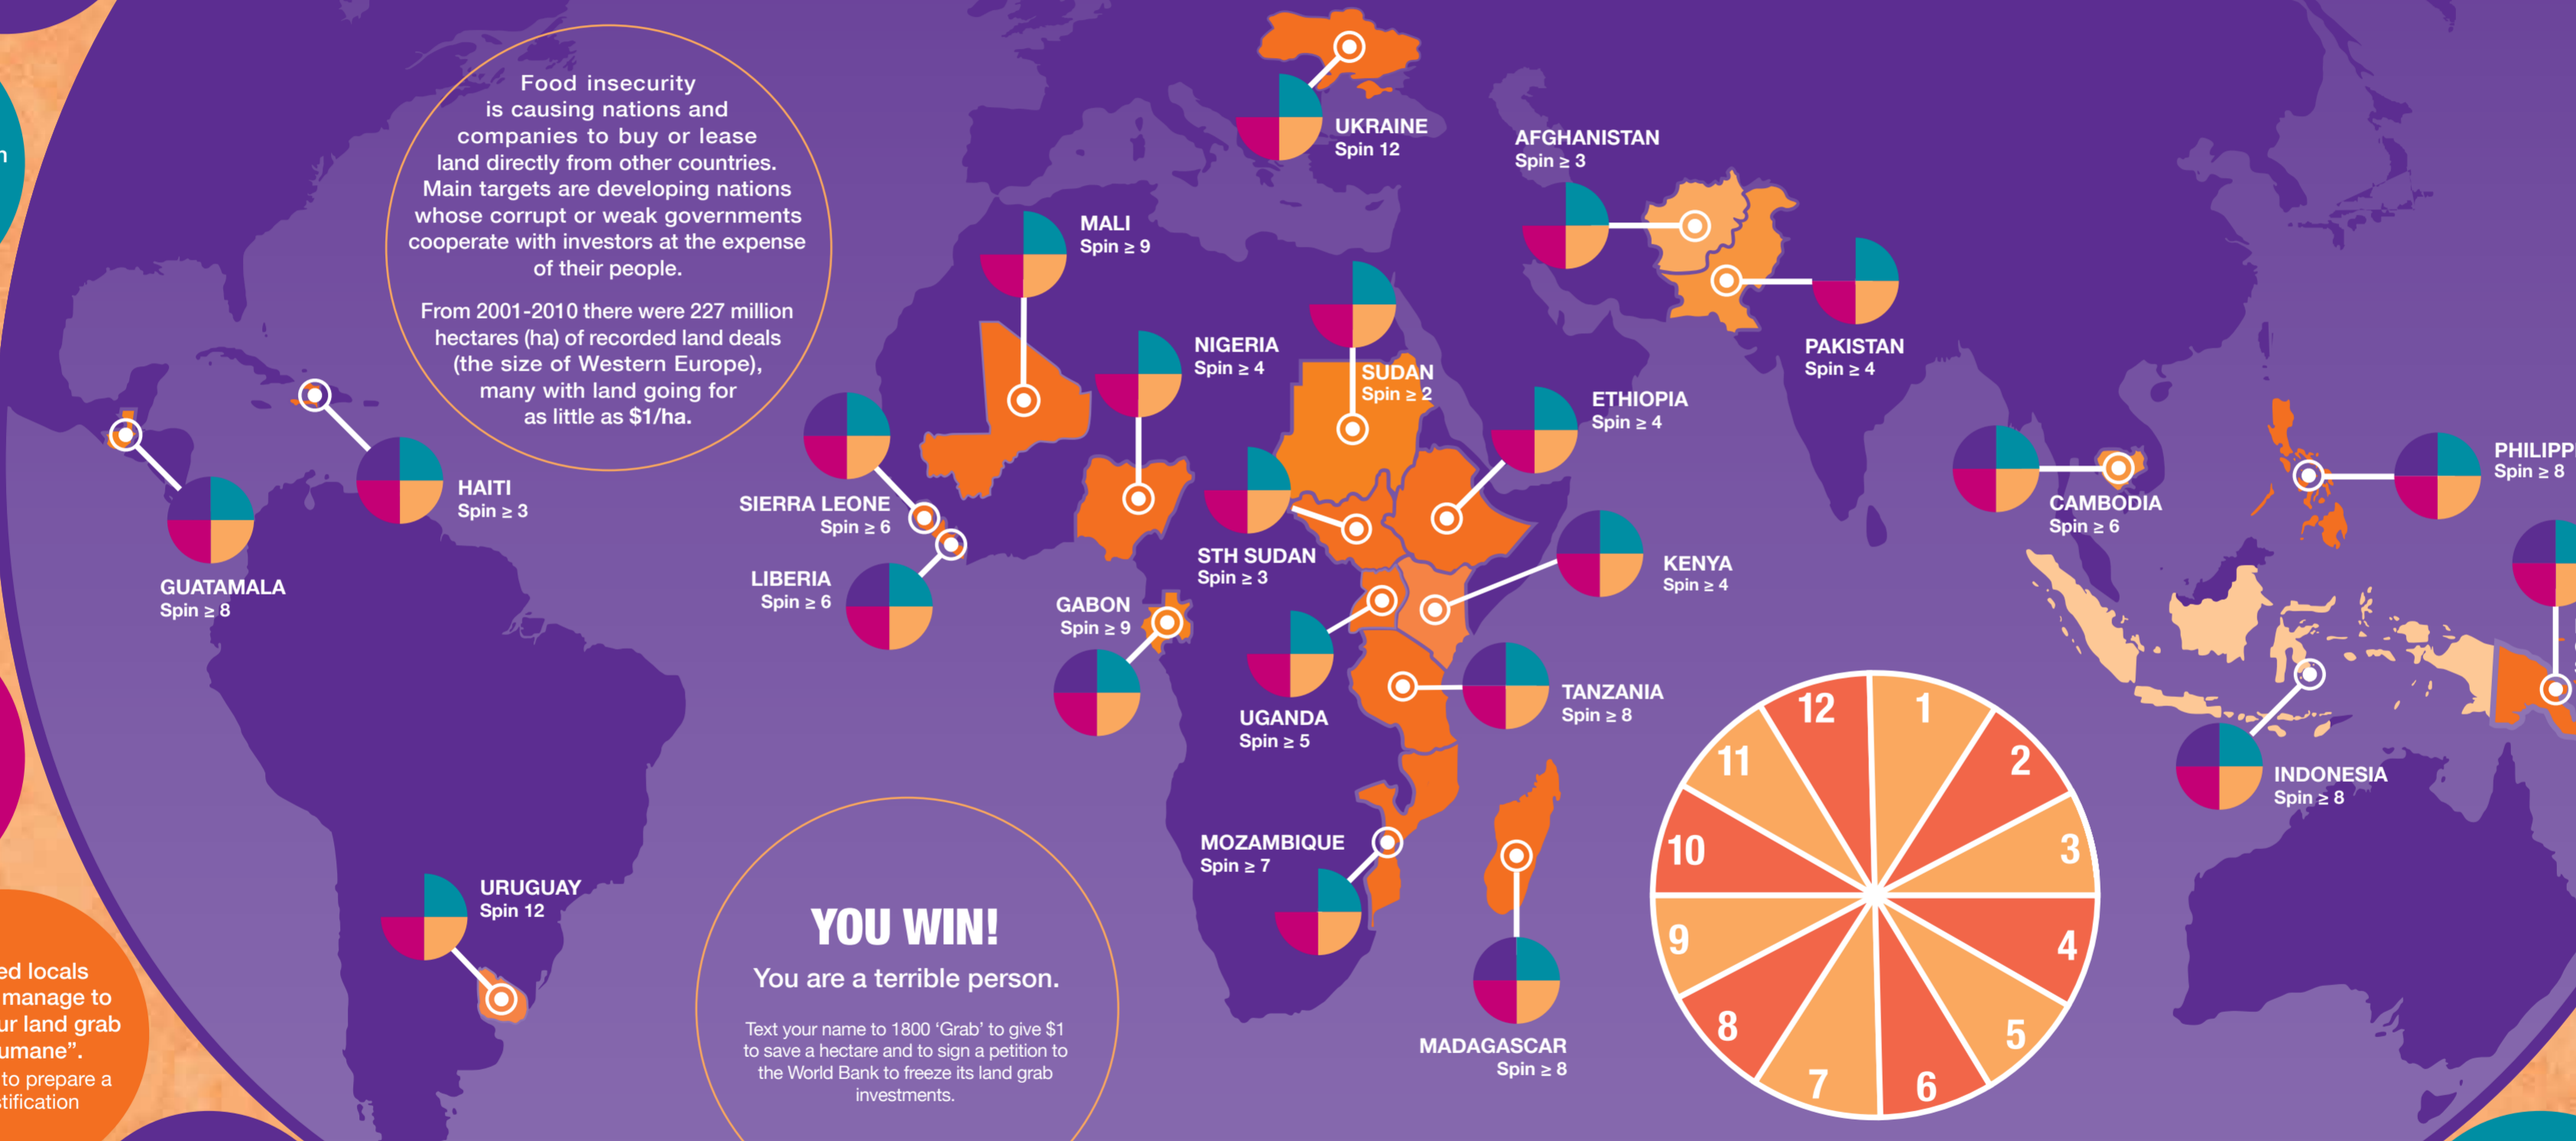 Food insecurity
is causing nations and
companies to buy or lease
land directly from other countries.
Main targets are developing nations
whose corrupt or weak governments
cooperate with investors at the expense
of their people.
From 2001-2010 there were 227 million
hectares (ha) of recorded land deals
(the size of Western Europe),
many with land going for
as little as $1/ha.
UKRAINE
Spin 12
AFGHANISTAN
Spin ≥ 3
MALI
Spin ≥ 9
NIGERIA
Spin ≥ 4
SUDAN
Spin ≥ 2
PAKISTAN
Spin ≥ 4
ETHIOPIA
Spin ≥ 4
HAITI
Spin ≥ 3
GUATAMALA
Spin ≥ 8
SIERRA LEONE
Spin ≥ 6
LIBERIA
Spin ≥ 6
GABON
Spin ≥ 9
STH SUDAN
Spin ≥ 3
KENYA
Spin ≥ 4
CAMBODIA
Spin ≥ 6
PHILIPP
Spin ≥ 8
UGANDA
Spin ≥ 5
TANZANIA
Spin ≥ 8
INDONESIA
Spin ≥ 8
MOZAMBIQUE
Spin ≥ 7
MADAGASCAR
Spin ≥ 8
URUGUAY
Spin 12
YOU WIN!
You are a terrible person.
Text your name to 1800 ‘Grab’ to give $1
to save a hectare and to sign a petition to
the World Bank to freeze its land grab
investments.
12
1
2
3
4
5
6
7
8
9
10
11
n
ed locals
manage to
ur land grab
umane”.
to prepare a
stification